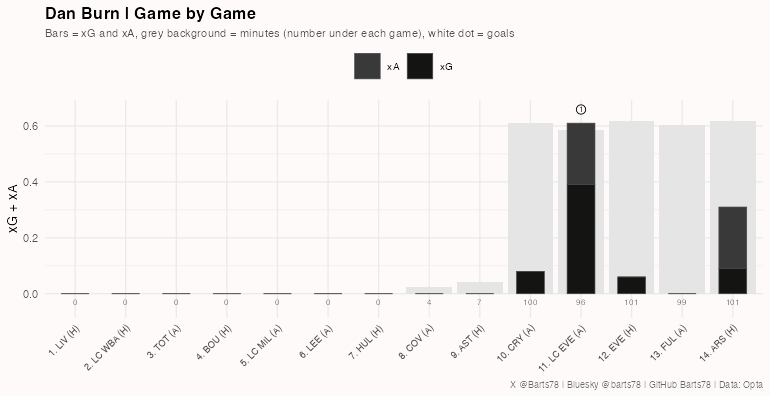 Dan Burn | Game by Game
Bars = xG and xA, grey background = minutes (number under each game), white dot = goals
xA xG
1
xG + xA
0.6
0.4
0.2
0.0
0 0 0 0 0 0 0 4 7 100 96 101 99 101
1. LIV (H)
2. LC WBA (H)
3. TOT (A)
4. BOU (H)
5. LC MIL (A)
6. LEE (A)
7. HUL (H)
8. COV (A)
9. AST (H)
10. CRY (A)
11. LC EVE (A)
12. EVE (H)
13. FUL (A)
14. ARS (H)
X @Barts78 | Bluesky @barts78 | GitHub Barts78 | Data: Opta